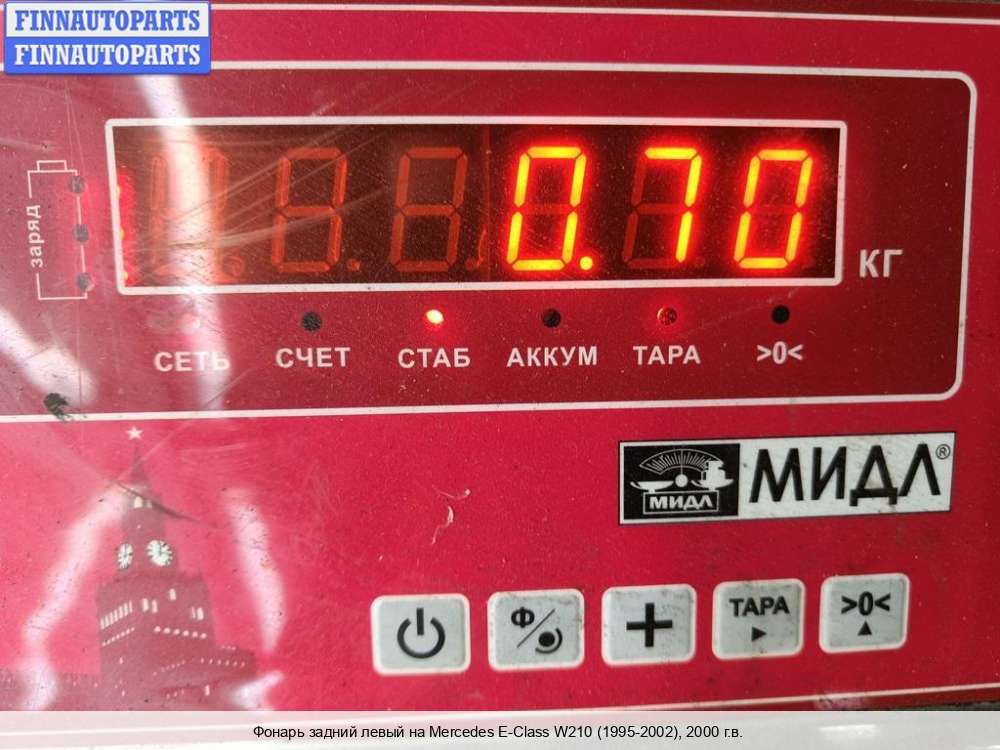 FINNAUTOPARTS
FINNAUTOPARTS
заряд
0.70
КГ
СЕТЬ СЧЕТ СТАБ АККУМ ТАРА >0<
МИДЛ
МИДЛ®
Ф
+
ТАРА
>0<
Фонарь задний левый на Mercedes E-Class W210 (1995-2002), 2000 г.в.